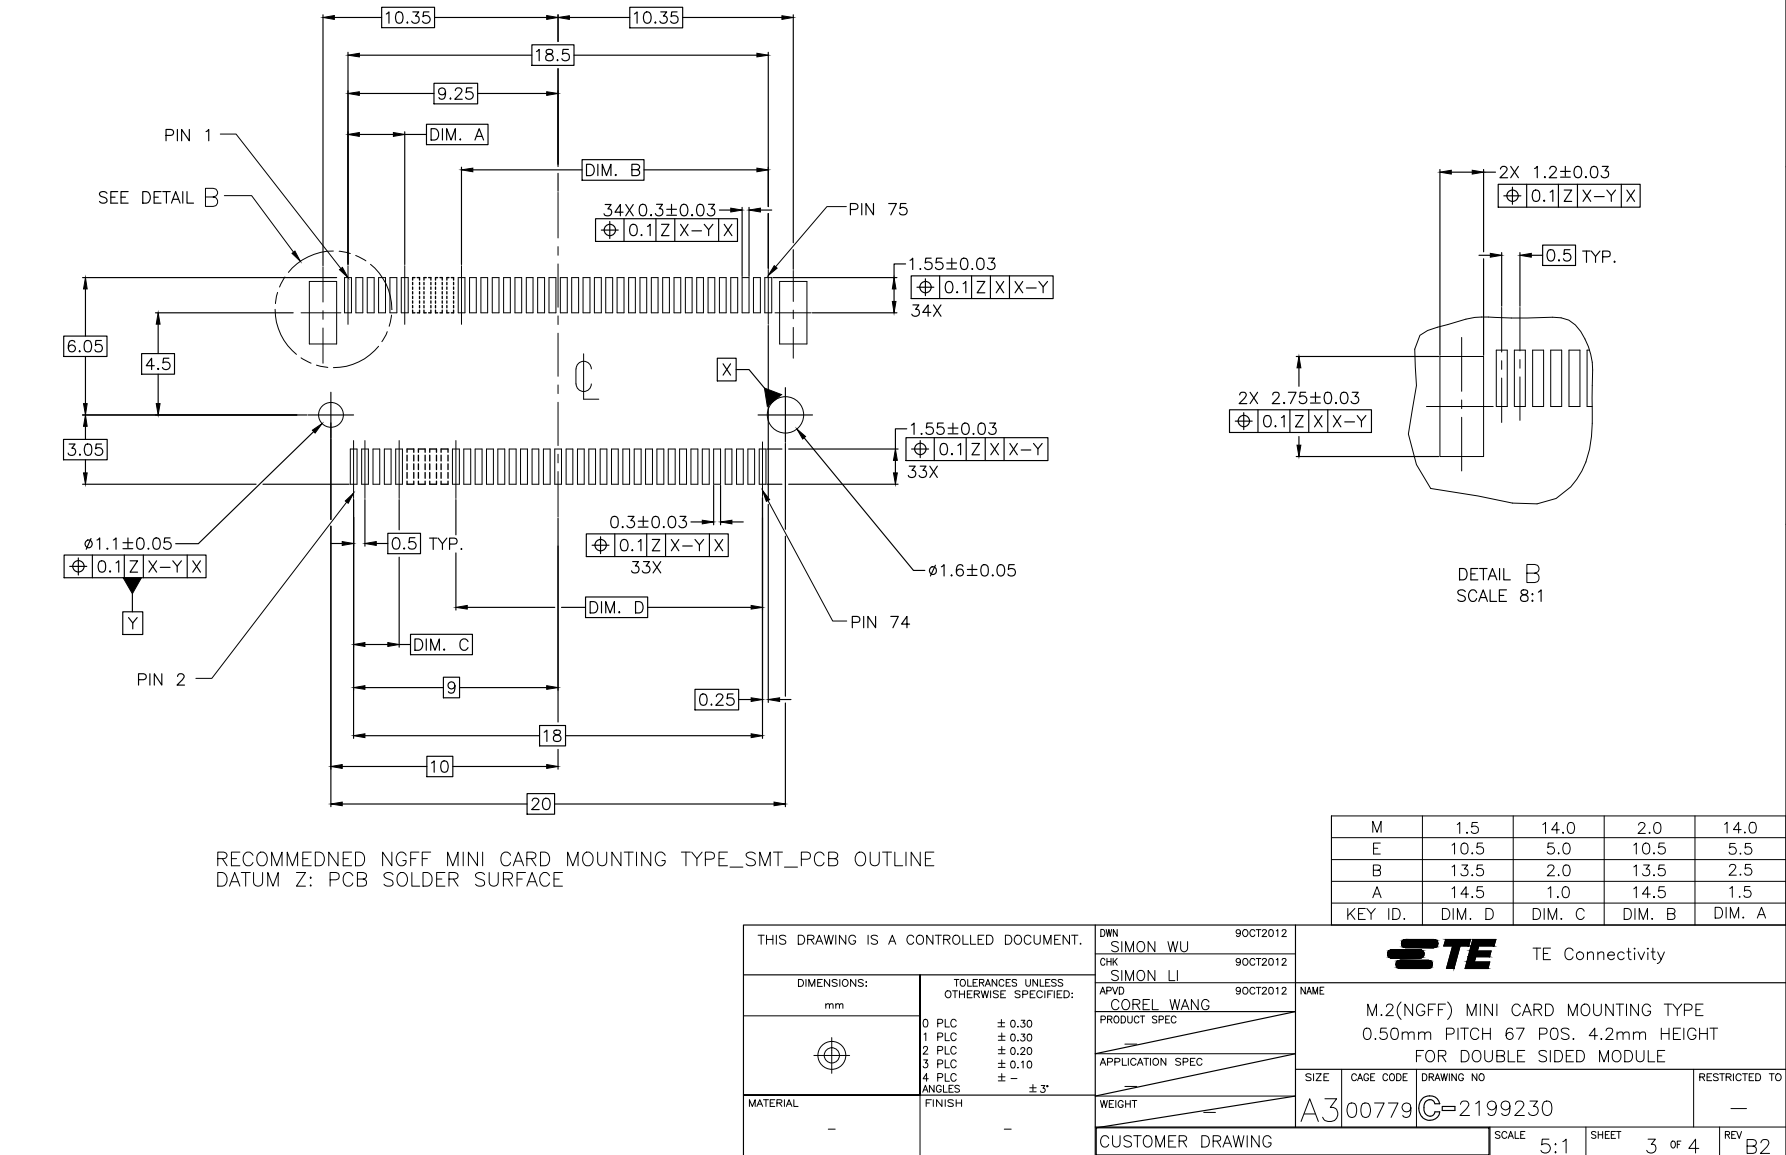 10.35 10.35
18.5
9.25
PIN 1
DIM. A
DIM. B
SEE DETAIL B
34X 0.3±0.03
⌖ 0.1 Z X–Y X
PIN 75
1.55±0.03
⌖ 0.1 Z X X–Y
34X
6.05
4.5
℄
X
3.05
1.55±0.03
⌖ 0.1 Z X X–Y
33X
ø1.1±0.05
⌖ 0.1 Z X–Y X
Y
0.5 TYP.
0.3±0.03
⌖ 0.1 Z X–Y X
33X
ø1.6±0.05
DIM. D
PIN 74
DIM. C
PIN 2
9
0.25
18
10
20
2X 1.2±0.03
⌖ 0.1 Z X–Y X
0.5 TYP.
2X 2.75±0.03
⌖ 0.1 Z X X–Y
DETAIL B
SCALE 8:1
RECOMMEDNED NGFF MINI CARD MOUNTING TYPE_SMT_PCB OUTLINE
DATUM Z: PCB SOLDER SURFACE
M 1.5 14.0 2.0 14.0
E 10.5 5.0 10.5 5.5
B 13.5 2.0 13.5 2.5
A 14.5 1.0 14.5 1.5
KEY ID. DIM. D DIM. C DIM. B DIM. A
THIS DRAWING IS A CONTROLLED DOCUMENT.
DIMENSIONS:
mm
TOLERANCES UNLESS
OTHERWISE SPECIFIED:
0 PLC ± 0.30
1 PLC ± 0.30
2 PLC ± 0.20
3 PLC ± 0.10
4 PLC ± –
ANGLES ± 3°
MATERIAL
–
FINISH
–
DWN 9OCT2012
SIMON WU
CHK 9OCT2012
SIMON LI
APVD 9OCT2012
COREL WANG
PRODUCT SPEC
–
APPLICATION SPEC
–
WEIGHT –
CUSTOMER DRAWING
TE TE Connectivity
NAME
M.2(NGFF) MINI CARD MOUNTING TYPE
0.50mm PITCH 67 POS. 4.2mm HEIGHT
FOR DOUBLE SIDED MODULE
SIZE CAGE CODE DRAWING NO RESTRICTED TO
A3 00779 C-2199230 –
SCALE 5:1 SHEET 3 OF 4 REV B2